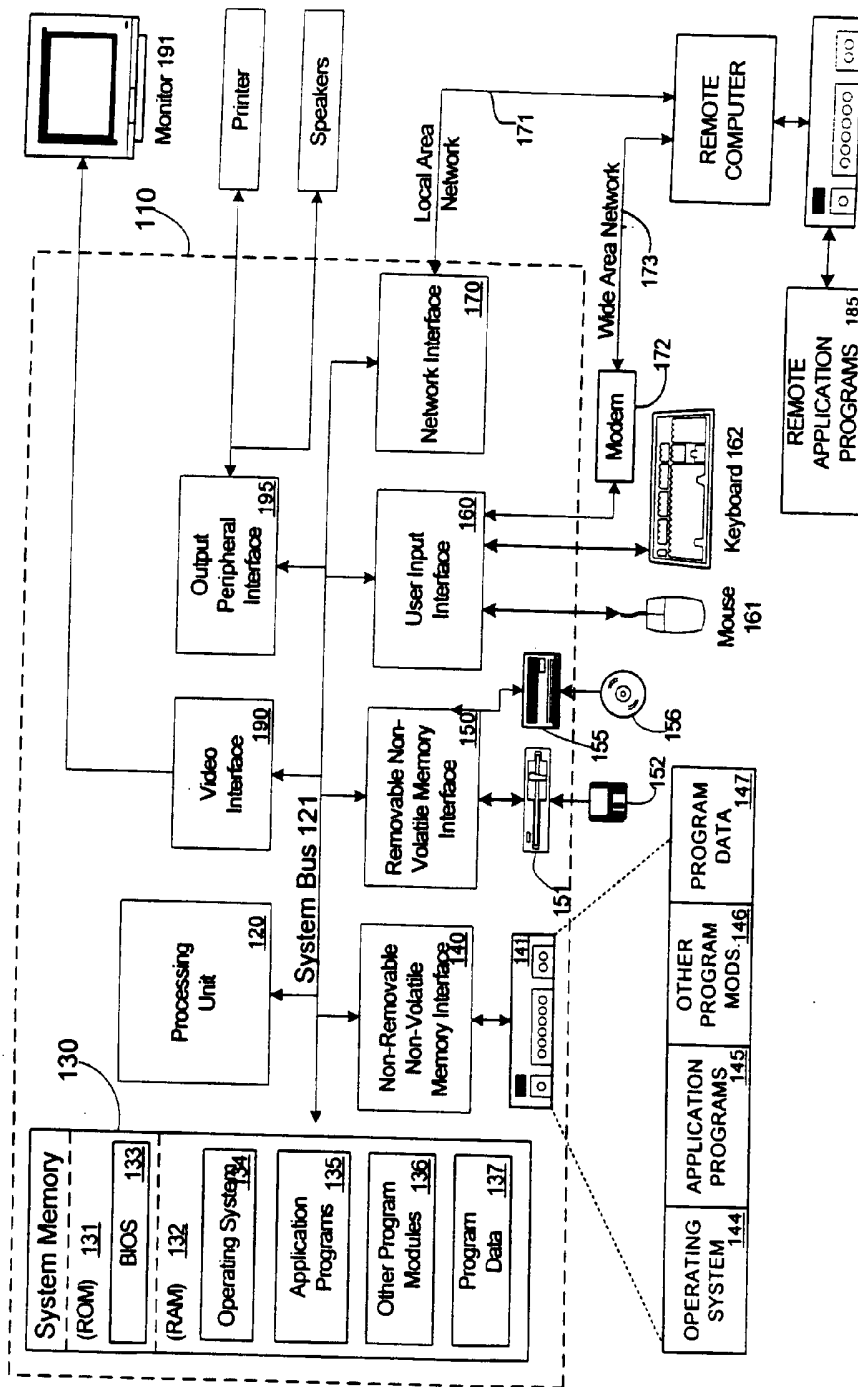 System Memory
(ROM) 131
BIOS 133
(RAM) 132
Operating System 134
Application
Programs 135
Other Program
Modules 136
Program
Data 137
130
Processing
Unit
120
Video
Interface
190
Output
Peripheral
Interface
195
110
Monitor 191
Printer
Speakers
System Bus 121
Non-Removable
Non-Volatile
Memory Interface
140
Removable Non-
Volatile Memory
Interface
150
User Input
Interface
160
Network Interface
170
Local Area
Network
171
Wide Area Network
173
Modem
172
141
151
152
155
156
Mouse
161
Keyboard 162
REMOTE
COMPUTER
REMOTE
APPLICATION
PROGRAMS
185
OPERATING
SYSTEM 144
APPLICATION
PROGRAMS
145
OTHER
PROGRAM
MODS. 146
PROGRAM
DATA
147